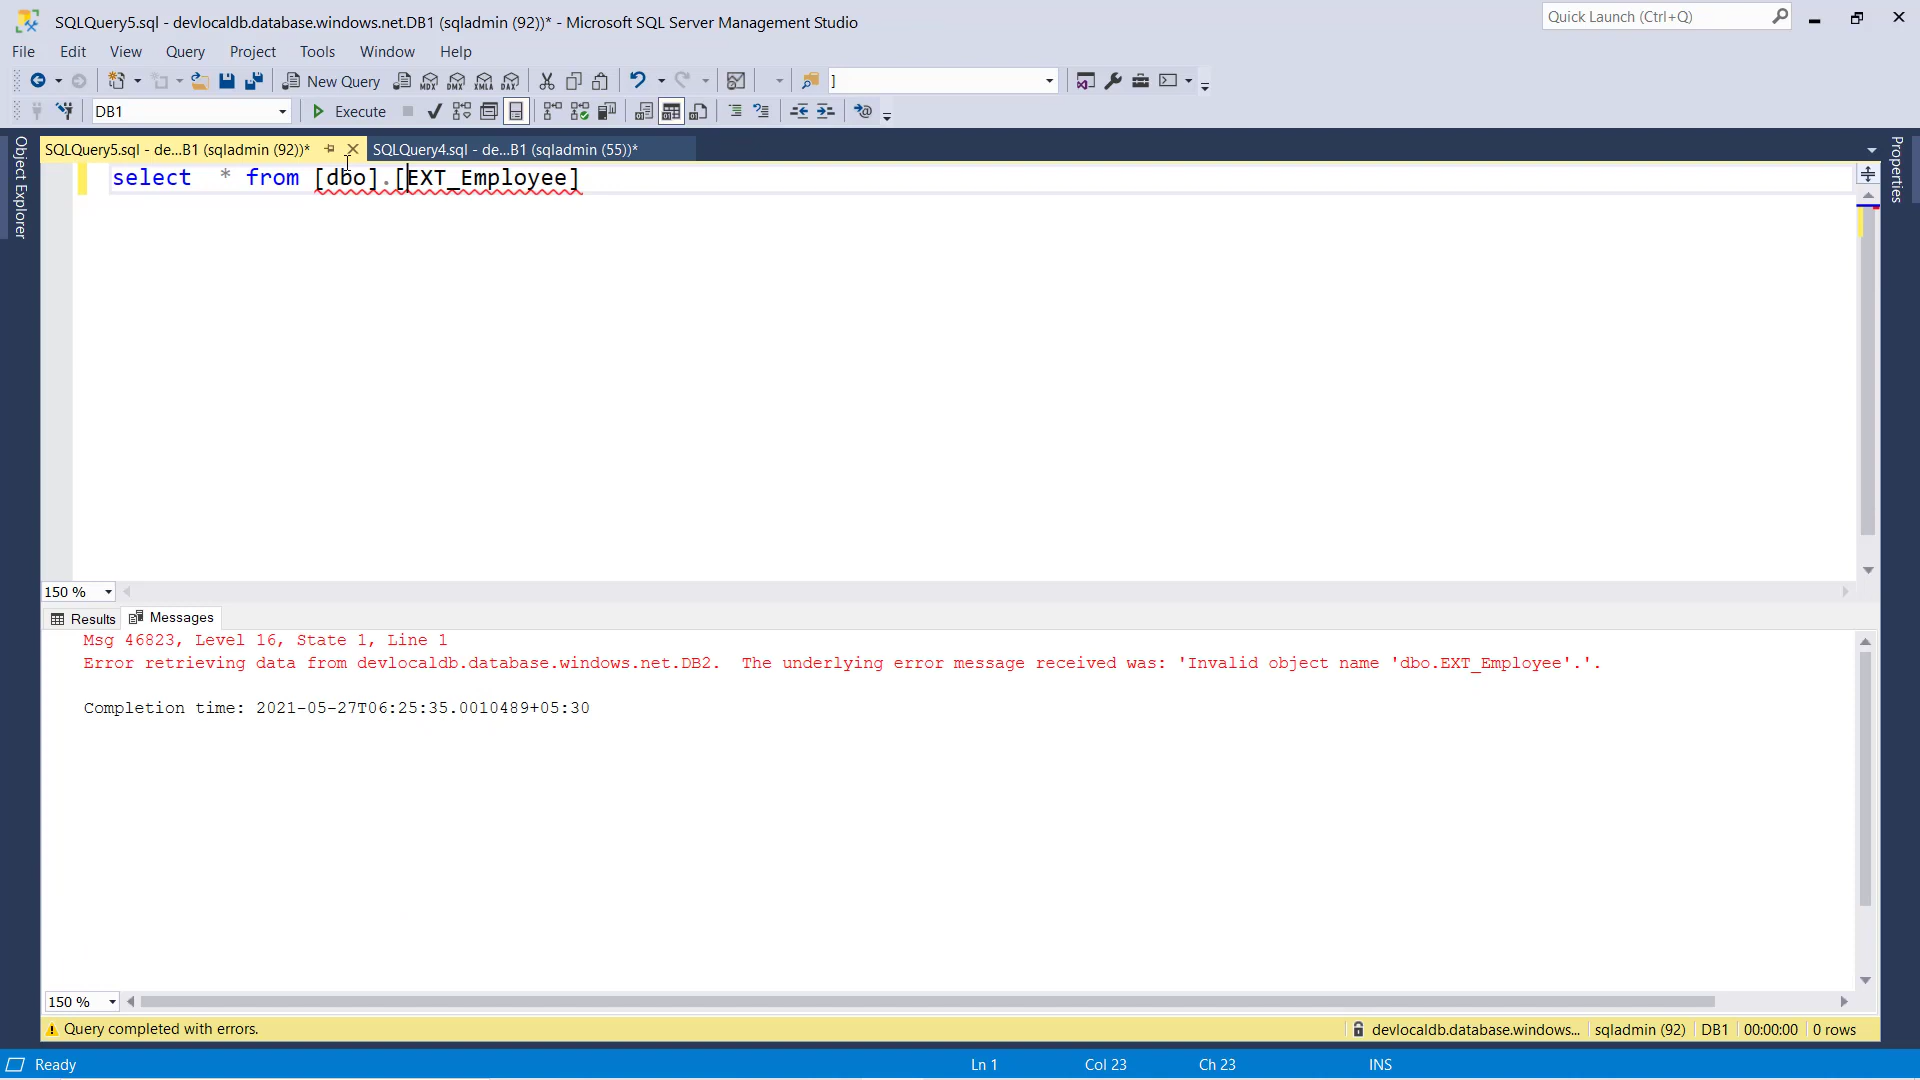 SQLQuery5.sql - devlocaldb.database.windows.net.DB1 (sqladmin (92))* - Microsoft SQL Server Management Studio
Quick Launch (Ctrl+Q)
File Edit View Query Project Tools Window Help
New Query MDX DMX XMLA DAX ]
DB1 Execute
Object Explorer
SQLQuery5.sql - de...B1 (sqladmin (92))* SQLQuery4.sql - de...B1 (sqladmin (55))*
Properties
select  * from [dbo].[EXT_Employee]
150 %
Results Messages
Msg 46823, Level 16, State 1, Line 1
Error retrieving data from devlocaldb.database.windows.net.DB2.  The underlying error message received was: 'Invalid object name 'dbo.EXT_Employee'.'.
Completion time: 2021-05-27T06:25:35.0010489+05:30
150 %
Query completed with errors. devlocaldb.database.windows... sqladmin (92) DB1 00:00:00 0 rows
Ready Ln 1 Col 23 Ch 23 INS